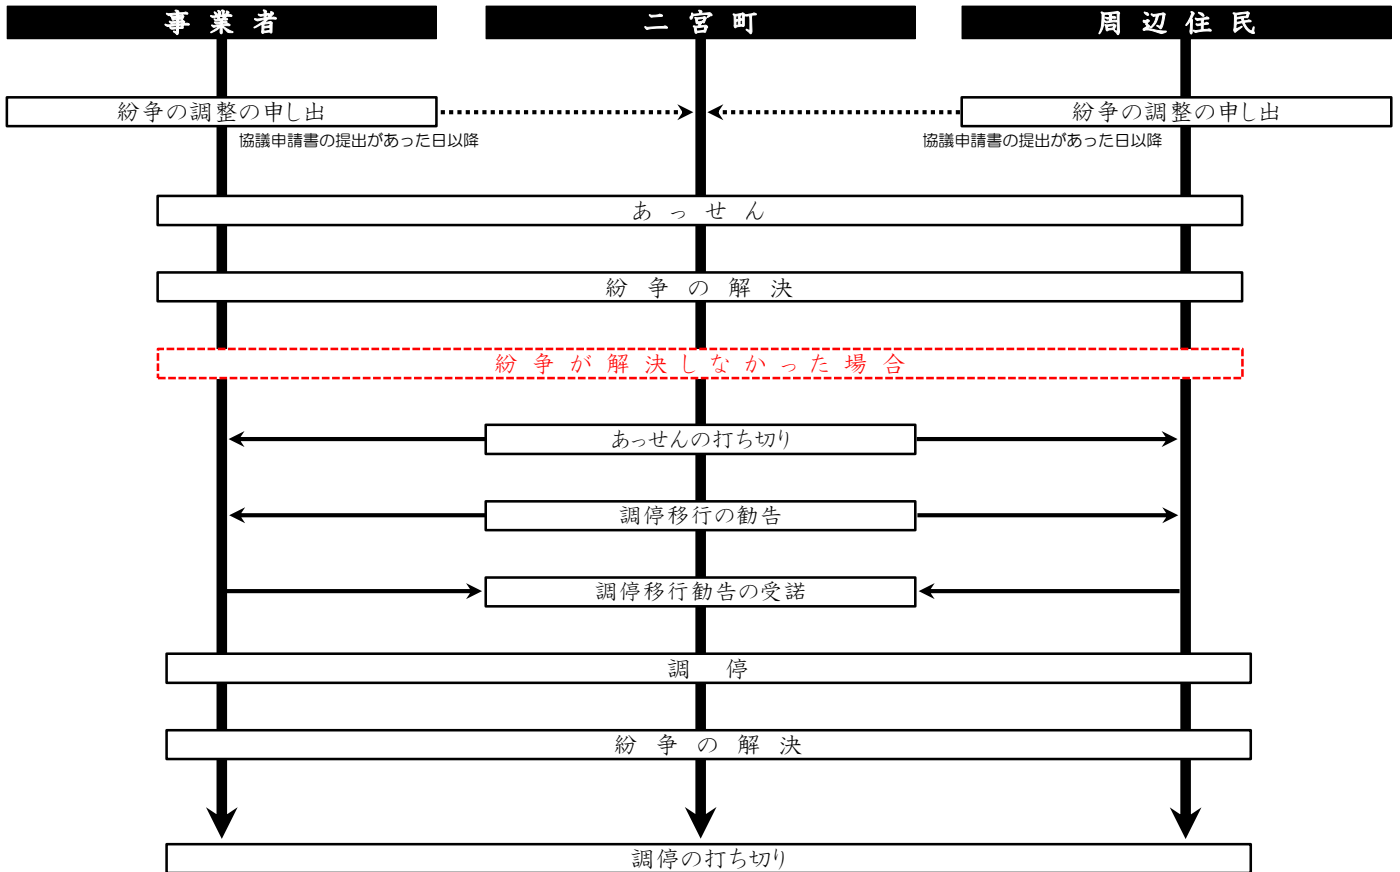 事業者
二宮町
周辺住民
紛争の調整の申し出
紛争の調整の申し出
協議申請書の提出があった日以降
協議申請書の提出があった日以降
あっせん
紛争の解決
紛争が解決しなかった場合
あっせんの打ち切り
調停移行の勧告
調停移行勧告の受諾
調停
紛争の解決
調停の打ち切り